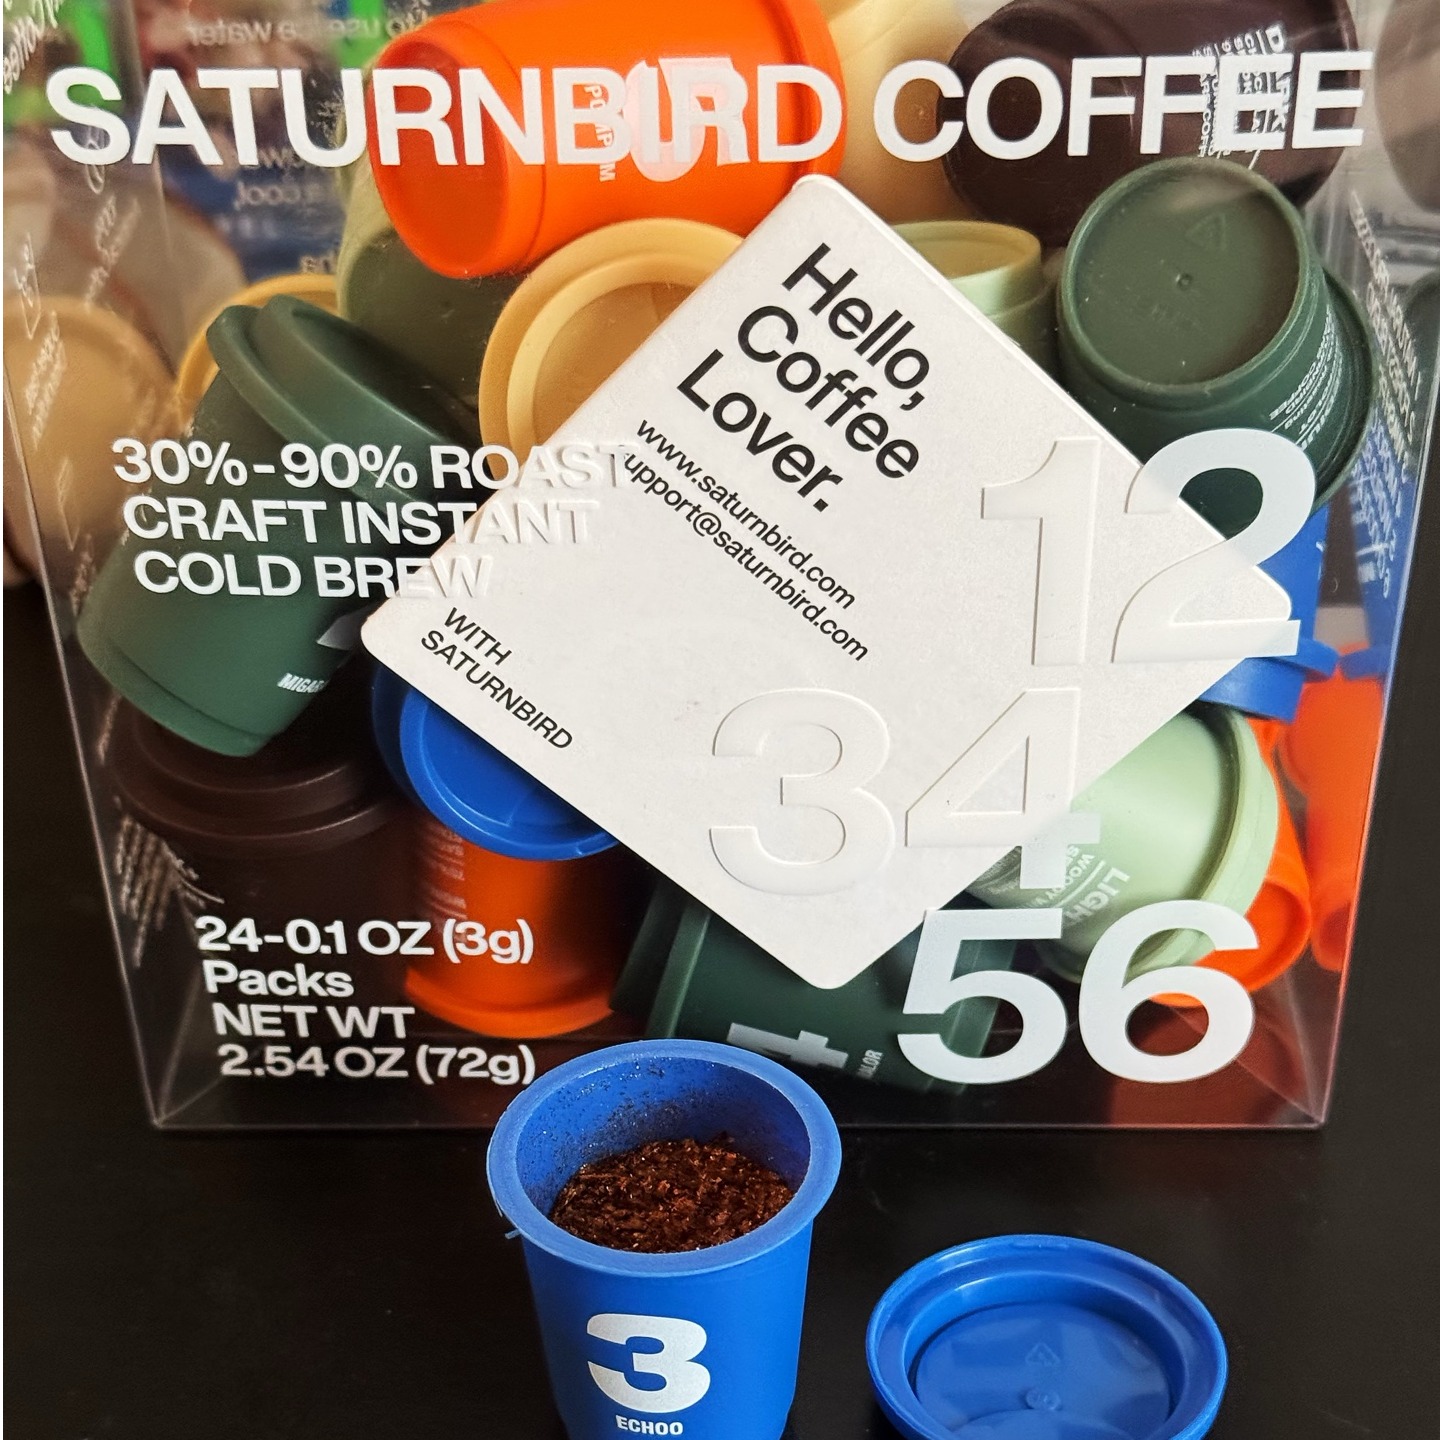 SATURNBIRD COFFEE
Hello,
Coffee
Lover.
www.saturnbird.com
support@saturnbird.com
WITH
SATURNBIRD
30%-90% ROAST
CRAFT INSTANT
COLD BREW
12
34
56
24-0.1 OZ (3g)
Packs
NET WT
2.54 OZ (72g)
3
ECHOO